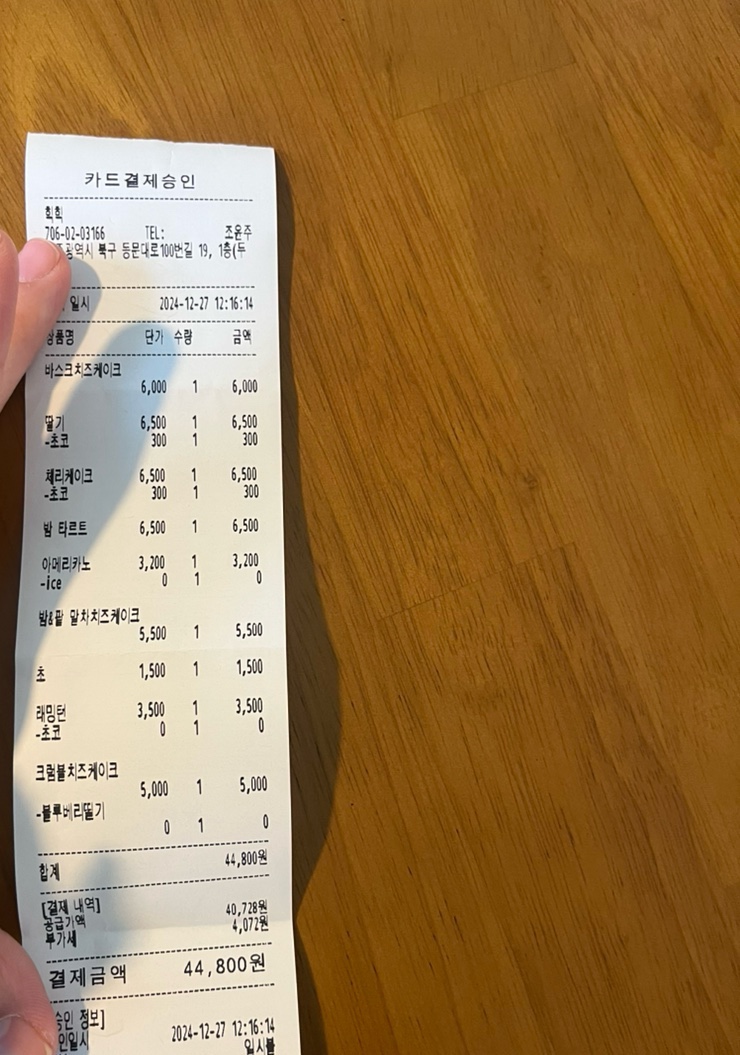 카드결제승인
힉힉
706-02-03166 TEL: 조윤주
광역시 북구 동문대로100번길 19, 1층(두
일시 2024-12-27 12:16:14
상품명 단가 수량 금액
바스크치즈케이크
6,000 1 6,000
딸기 6,500 1 6,500
-초코 300 1 300
체리케이크 6,500 1 6,500
-초코 300 1 300
밤 타르트 6,500 1 6,500
아메리카노 3,200 1 3,200
-ice 0 1 0
밤&팥 말차치즈케이크
5,500 1 5,500
초 1,500 1 1,500
래밍턴 3,500 1 3,500
-초코 0 1 0
크럼블치즈케이크
5,000 1 5,000
-블루베리딸기
0 1 0
합계 44,800원
[결제 내역]
공급가액 40,728원
부가세 4,072원
결제금액 44,800원
승인 정보]
인일시 2024-12-27 12:16:14
일시불